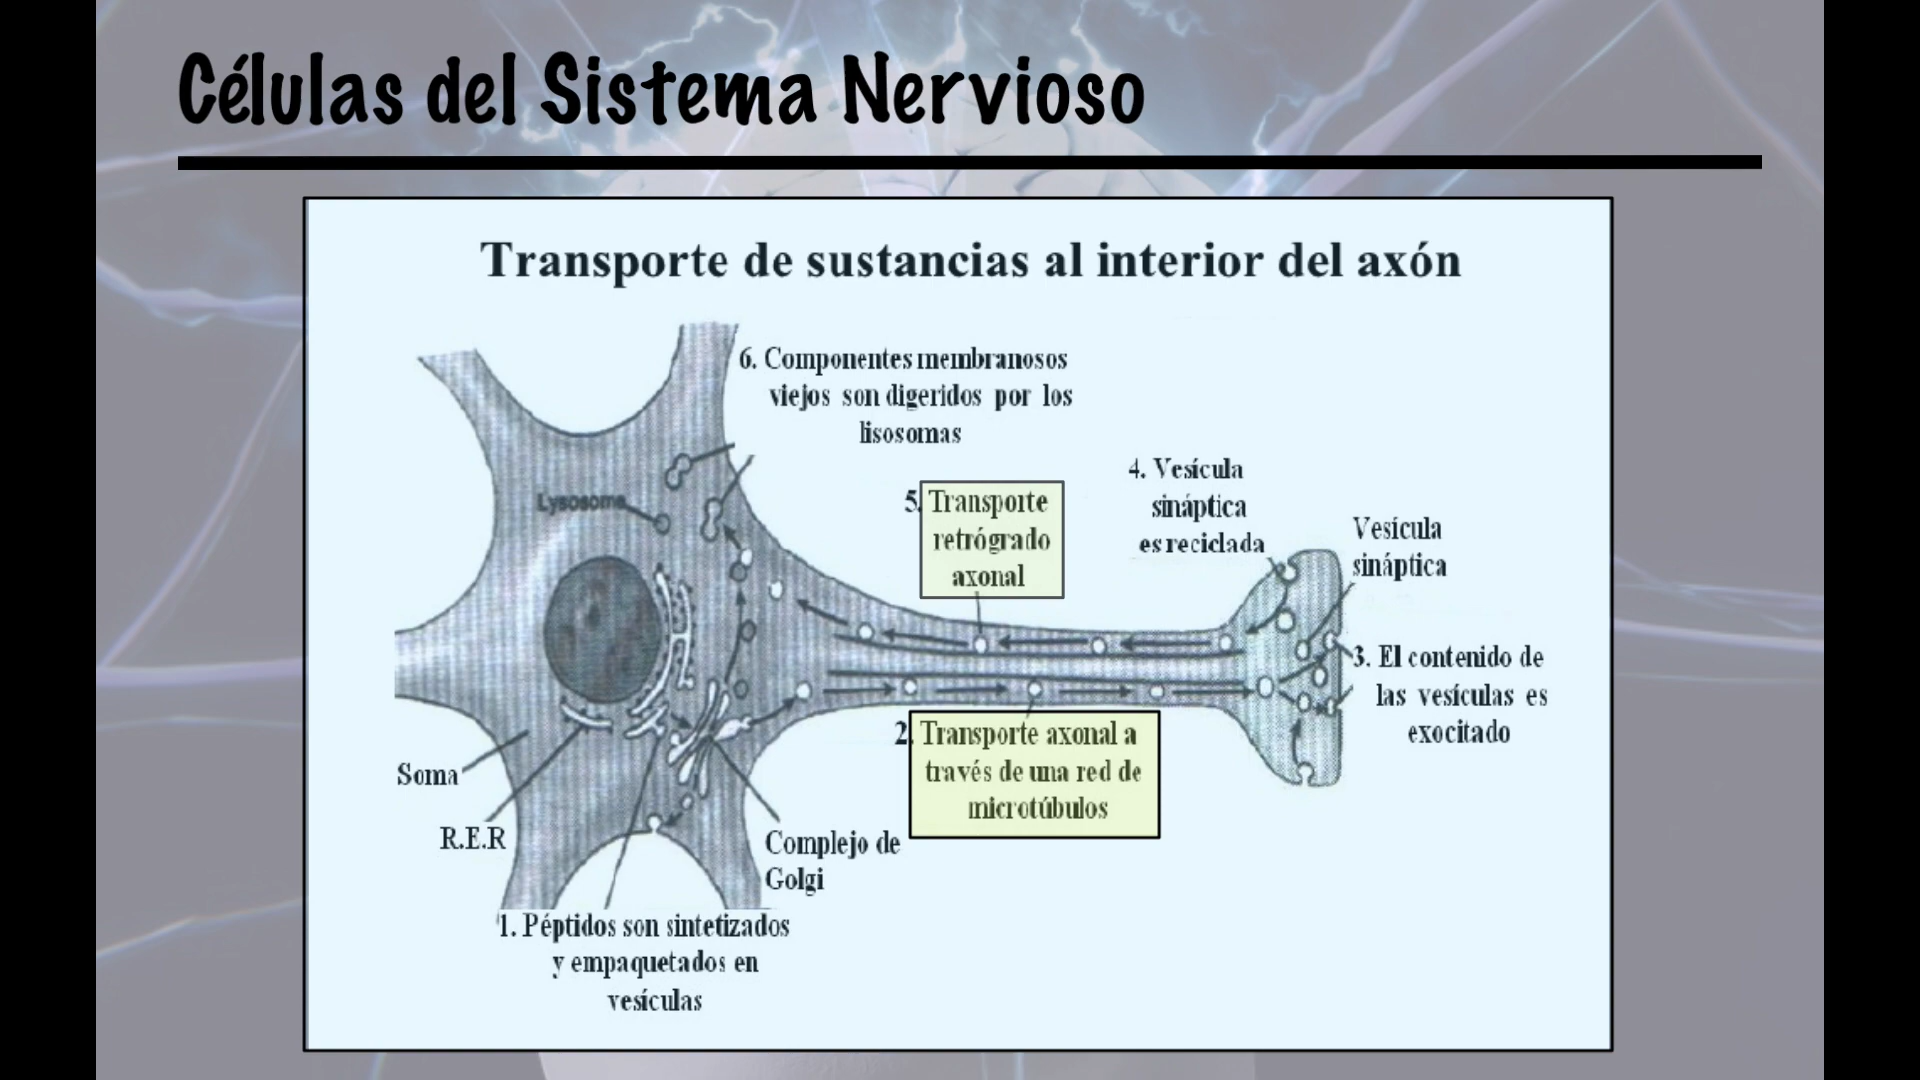 Células del Sistema Nervioso
Transporte de sustancias al interior del axón
6. Componentes membranosos
viejos son digeridos por los
lisosomas
Lysosome
5. Transporte
retrógrado
axonal
4. Vesícula
sináptica
es reciclada
Vesícula
sináptica
3. El contenido de
las vesículas es
exocitado
2. Transporte axonal a
través de una red de
microtúbulos
Soma
R.E.R
Complejo de
Golgi
1. Péptidos son sintetizados
y empaquetados en
vesículas